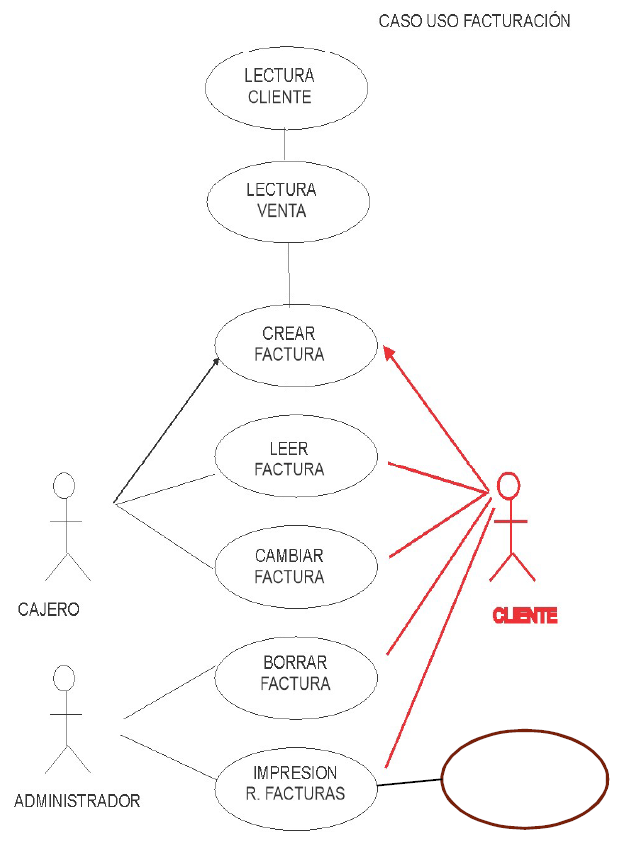 CASO USO FACTURACIÓN
LECTURA
CLIENTE
LECTURA
VENTA
CREAR
FACTURA
LEER
FACTURA
CAMBIAR
FACTURA
CAJERO
CLIENTE
BORRAR
FACTURA
IMPRESION
R. FACTURAS
ADMINISTRADOR